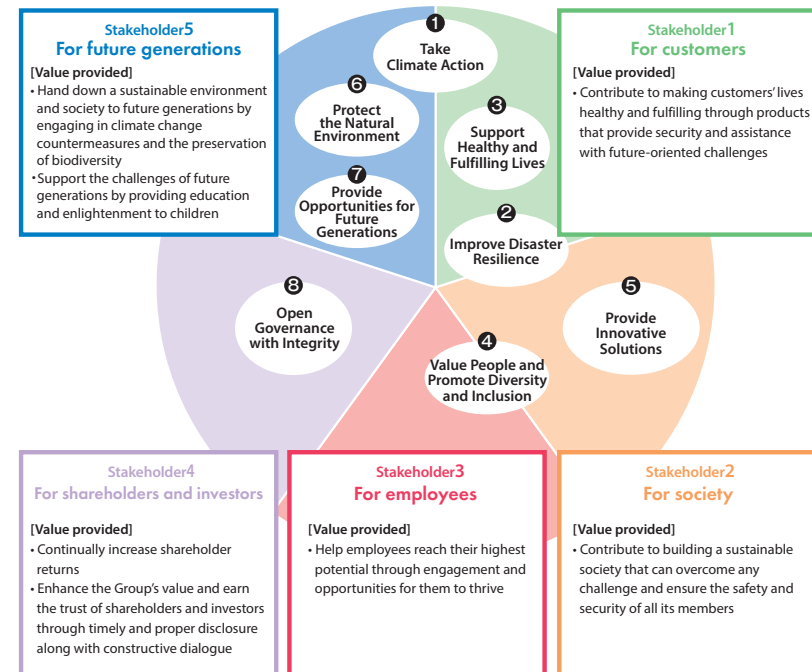 Stakeholder5
For future generations
[Value provided]
• Hand down a sustainable environment
and society to future generations by
engaging in climate change
countermeasures and the preservation
of biodiversity
• Support the challenges of future
generations by providing education
and enlightenment to children
❶
Take
Climate Action
❻
Protect
the Natural
Environment
❸
Support
Healthy and
Fulfilling Lives
❼
Provide
Opportunities for
Future
Generations
❷
Improve Disaster
Resilience
Stakeholder1
For customers
[Value provided]
• Contribute to making customers' lives
healthy and fulfilling through products
that provide security and assistance
with future-oriented challenges
❽
Open
Governance
with Integrity
❹
Value People and
Promote Diversity
and Inclusion
❺
Provide
Innovative
Solutions
Stakeholder4
For shareholders and investors
[Value provided]
• Continually increase shareholder
returns
• Enhance the Group's value and earn
the trust of shareholders and investors
through timely and proper disclosure
along with constructive dialogue
Stakeholder3
For employees
[Value provided]
• Help employees reach their highest
potential through engagement and
opportunities for them to thrive
Stakeholder2
For society
[Value provided]
• Contribute to building a sustainable
society that can overcome any
challenge and ensure the safety and
security of all its members